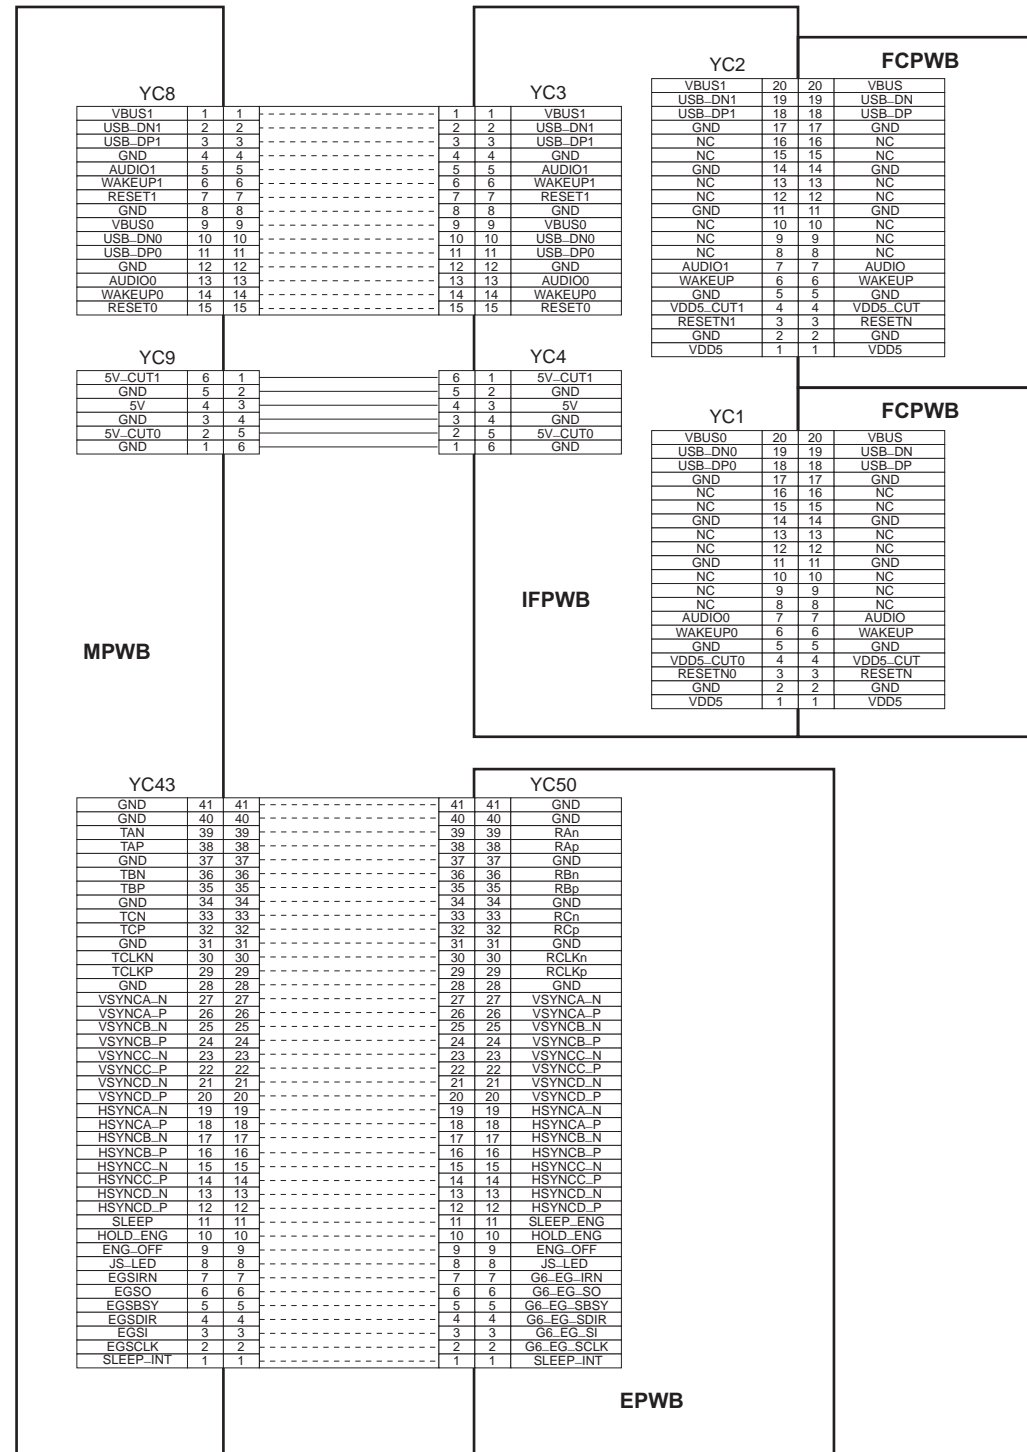 YC8
VBUS1 1 1
USB_DN1 2 2
USB_DP1 3 3
GND 4 4
AUDIO1 5 5
WAKEUP1 6 6
RESET1 7 7
GND 8 8
VBUS0 9 9
USB_DN0 10 10
USB_DP0 11 11
GND 12 12
AUDIO0 13 13
WAKEUP0 14 14
RESET0 15 15
YC3
1 1 VBUS1
2 2 USB_DN1
3 3 USB_DP1
4 4 GND
5 5 AUDIO1
6 6 WAKEUP1
7 7 RESET1
8 8 GND
9 9 VBUS0
10 10 USB_DN0
11 11 USB_DP0
12 12 GND
13 13 AUDIO0
14 14 WAKEUP0
15 15 RESET0
YC2 FCPWB
VBUS1 20 20 VBUS
USB_DN1 19 19 USB_DN
USB_DP1 18 18 USB_DP
GND 17 17 GND
NC 16 16 NC
NC 15 15 NC
GND 14 14 GND
NC 13 13 NC
NC 12 12 NC
GND 11 11 GND
NC 10 10 NC
NC 9 9 NC
NC 8 8 NC
AUDIO1 7 7 AUDIO
WAKEUP 6 6 WAKEUP
GND 5 5 GND
VDD5_CUT1 4 4 VDD5_CUT
RESETN1 3 3 RESETN
GND 2 2 GND
VDD5 1 1 VDD5
YC9
5V_CUT1 6 1
GND 5 2
5V 4 3
GND 3 4
5V_CUT0 2 5
GND 1 6
YC4
6 1 5V_CUT1
5 2 GND
4 3 5V
3 4 GND
2 5 5V_CUT0
1 6 GND
YC1 FCPWB
VBUS0 20 20 VBUS
USB_DN0 19 19 USB_DN
USB_DP0 18 18 USB_DP
GND 17 17 GND
NC 16 16 NC
NC 15 15 NC
GND 14 14 GND
NC 13 13 NC
NC 12 12 NC
GND 11 11 GND
NC 10 10 NC
NC 9 9 NC
NC 8 8 NC
AUDIO0 7 7 AUDIO
WAKEUP0 6 6 WAKEUP
GND 5 5 GND
VDD5_CUT0 4 4 VDD5_CUT
RESETN0 3 3 RESETN
GND 2 2 GND
VDD5 1 1 VDD5
IFPWB
MPWB
YC43 YC50
GND 41 41 41 41 GND
GND 40 40 40 40 GND
TAN 39 39 39 39 RAn
TAP 38 38 38 38 RAp
GND 37 37 37 37 GND
TBN 36 36 36 36 RBn
TBP 35 35 35 35 RBp
GND 34 34 34 34 GND
TCN 33 33 33 33 RCn
TCP 32 32 32 32 RCp
GND 31 31 31 31 GND
TCLKN 30 30 30 30 RCLKn
TCLKP 29 29 29 29 RCLKp
GND 28 28 28 28 GND
VSYNCA_N 27 27 27 27 VSYNCA_N
VSYNCA_P 26 26 26 26 VSYNCA_P
VSYNCB_N 25 25 25 25 VSYNCB_N
VSYNCB_P 24 24 24 24 VSYNCB_P
VSYNCC_N 23 23 23 23 VSYNCC_N
VSYNCC_P 22 22 22 22 VSYNCC_P
VSYNCD_N 21 21 21 21 VSYNCD_N
VSYNCD_P 20 20 20 20 VSYNCD_P
HSYNCA_N 19 19 19 19 HSYNCA_N
HSYNCA_P 18 18 18 18 HSYNCA_P
HSYNCB_N 17 17 17 17 HSYNCB_N
HSYNCB_P 16 16 16 16 HSYNCB_P
HSYNCC_N 15 15 15 15 HSYNCC_N
HSYNCC_P 14 14 14 14 HSYNCC_P
HSYNCD_N 13 13 13 13 HSYNCD_N
HSYNCD_P 12 12 12 12 HSYNCD_P
SLEEP 11 11 11 11 SLEEP_ENG
HOLD_ENG 10 10 10 10 HOLD_ENG
ENG_OFF 9 9 9 9 ENG_OFF
JS_LED 8 8 8 8 JS_LED
EGSIRN 7 7 7 7 G6_EG_IRN
EGSO 6 6 6 6 G6_EG_SO
EGSBSY 5 5 5 5 G6_EG_SBSY
EGSDIR 4 4 4 4 G6_EG_SDIR
EGSI 3 3 3 3 G6_EG_SI
EGSCLK 2 2 2 2 G6_EG_SCLK
SLEEP_INT 1 1 1 1 SLEEP_INT
EPWB